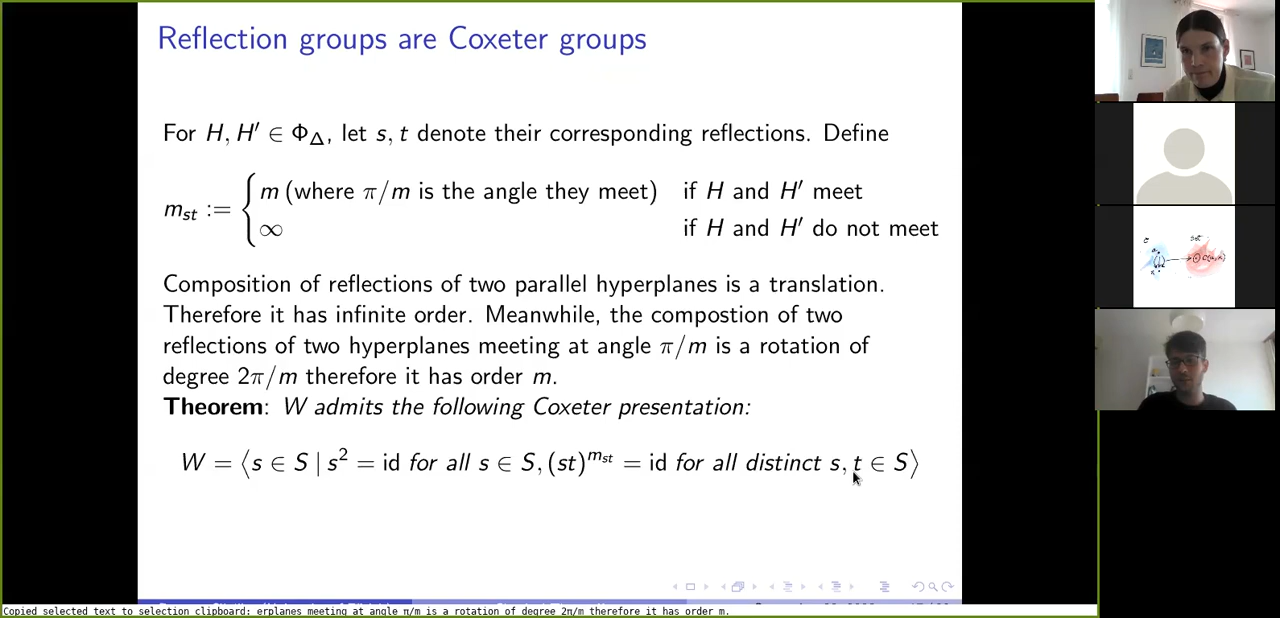 Reflection groups are Coxeter groups
For H, H′ ∈ Φ_Δ, let s, t denote their corresponding reflections. Define
m_st := { m (where π/m is the angle they meet) if H and H′ meet
∞ if H and H′ do not meet
Composition of reflections of two parallel hyperplanes is a translation.
Therefore it has infinite order. Meanwhile, the compostion of two
reflections of two hyperplanes meeting at angle π/m is a rotation of
degree 2π/m therefore it has order m.
Theorem: W admits the following Coxeter presentation:
W = ⟨s ∈ S | s² = id for all s ∈ S, (st)^{m_st} = id for all distinct s, t ∈ S⟩
Copied selected text to selection clipboard: erplanes meeting at angle π/m is a rotation of degree 2π/m therefore it has order m.